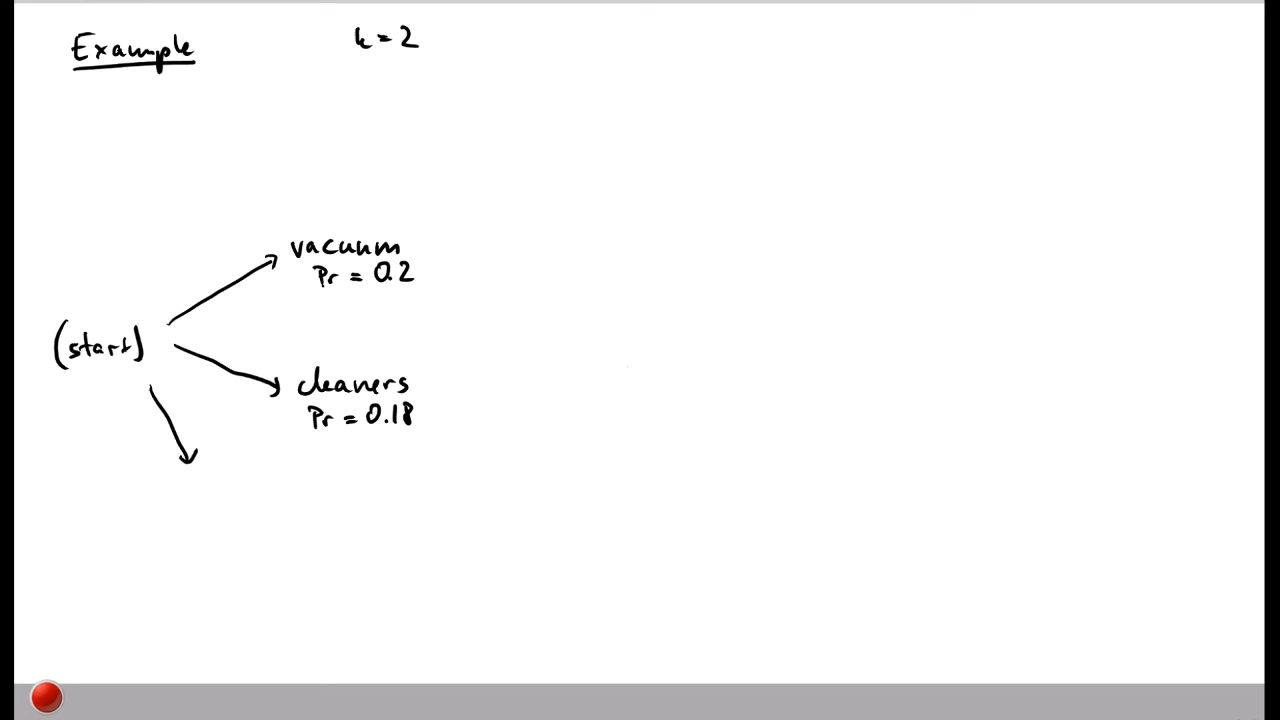 Example
k = 2
vacuum
Pr = 0.2
(start)
cleaners
Pr = 0.18